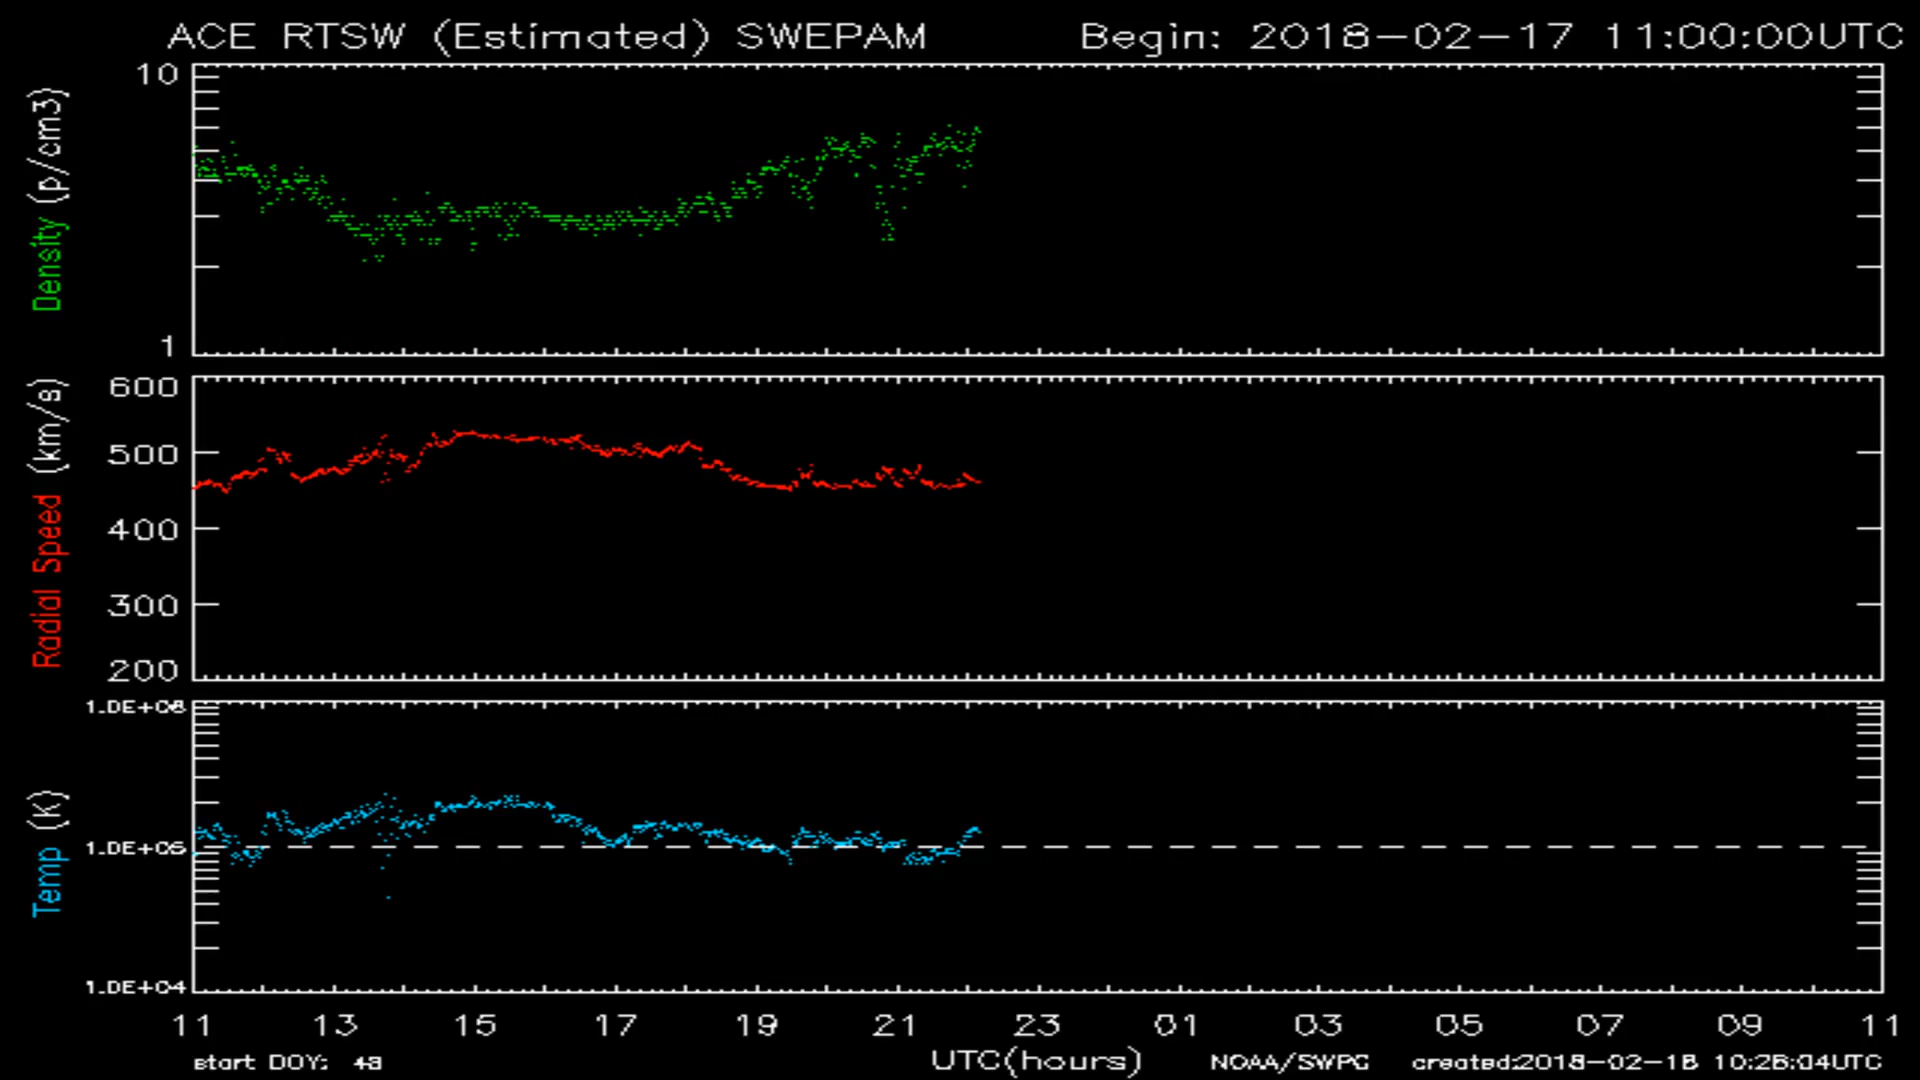 ACE RTSW (Estimated) SWEPAM Begin: 2018-02-17 11:00:00UTC
10
Density (p/cm3)
1
600
500
Radial Speed (km/s)
400
300
200
1.0E+06
Temp (K)
1.0E+05
1.0E+04
11 13 15 17 19 21 23 01 03 05 07 09 11
start DOY: 48 UTC(hours) NOAA/SWPC created:2018-02-18 10:26:04UTC